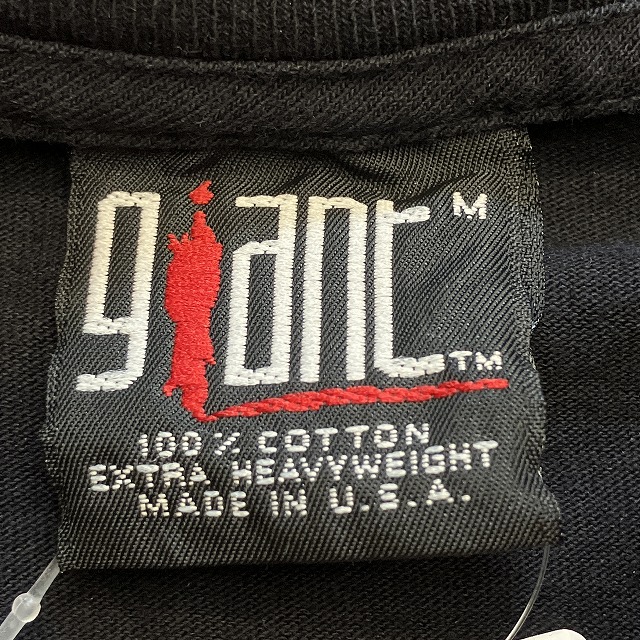 giant M
TM
100% COTTON
EXTRA HEAVYWEIGHT
MADE IN U.S.A.